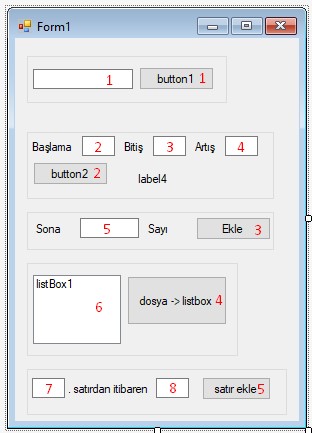 Form1
1 button1 1
Başlama 2 Bitiş 3 Artış 4
button2 2 label4
Sona 5 Sayı Ekle 3
listBox1
6 dosya -> listbox 4
7 . satırdan itibaren 8 satır ekle 5